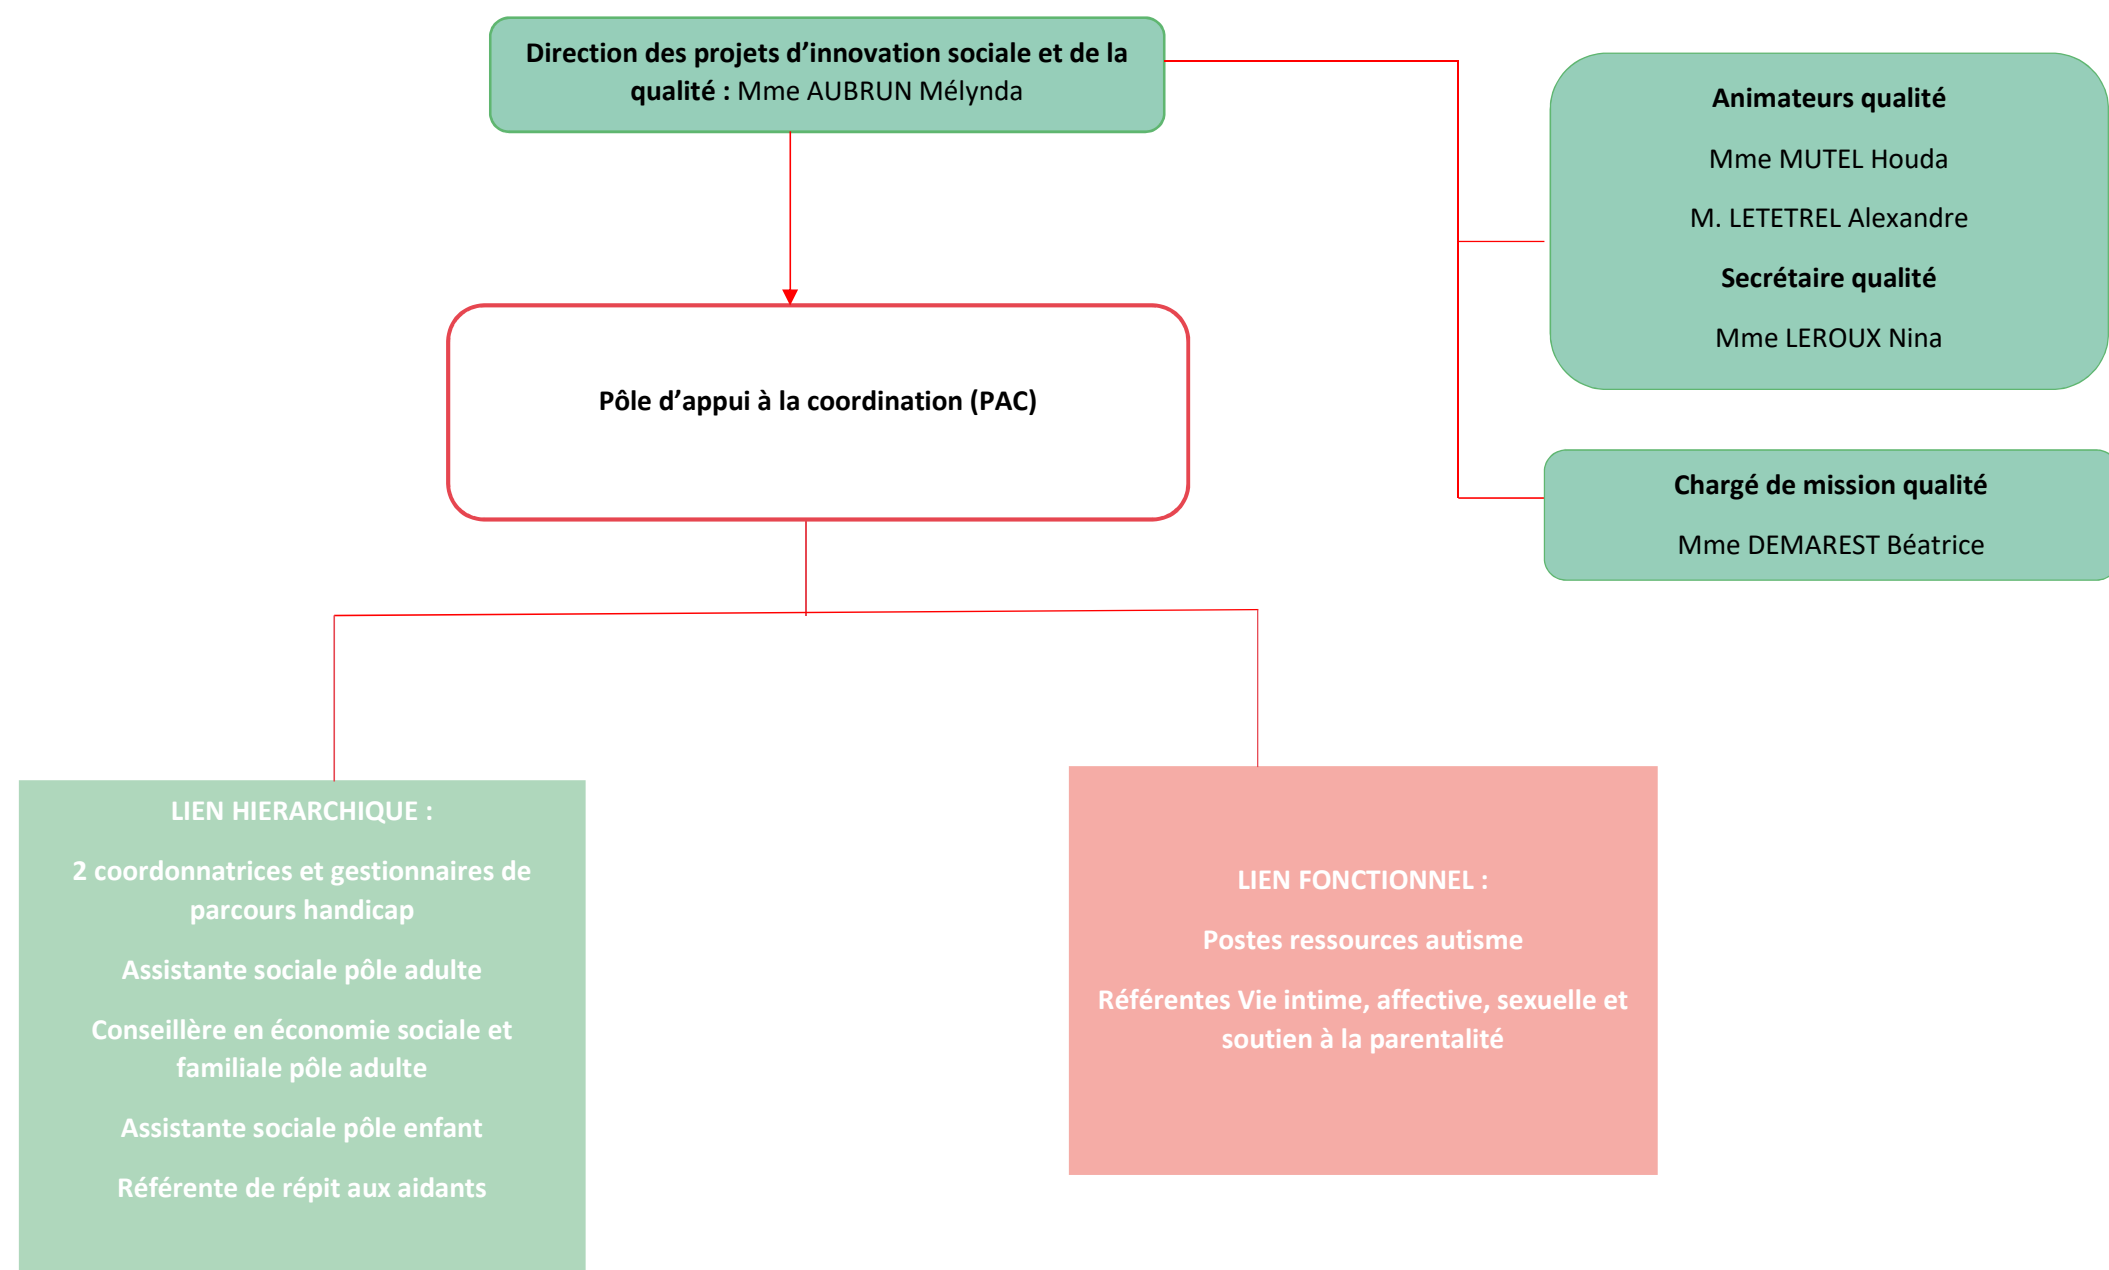 Direction des projets d’innovation sociale et de la
qualité : Mme AUBRUN Mélynda
Animateurs qualité
Mme MUTEL Houda
M. LETETREL Alexandre
Secrétaire qualité
Mme LEROUX Nina
Pôle d’appui à la coordination (PAC)
Chargé de mission qualité
Mme DEMAREST Béatrice
LIEN HIERARCHIQUE :
2 coordonnatrices et gestionnaires de
parcours handicap
Assistante sociale pôle adulte
Conseillère en économie sociale et
familiale pôle adulte
Assistante sociale pôle enfant
Référente de répit aux aidants
LIEN FONCTIONNEL :
Postes ressources autisme
Référentes Vie intime, affective, sexuelle et
soutien à la parentalité